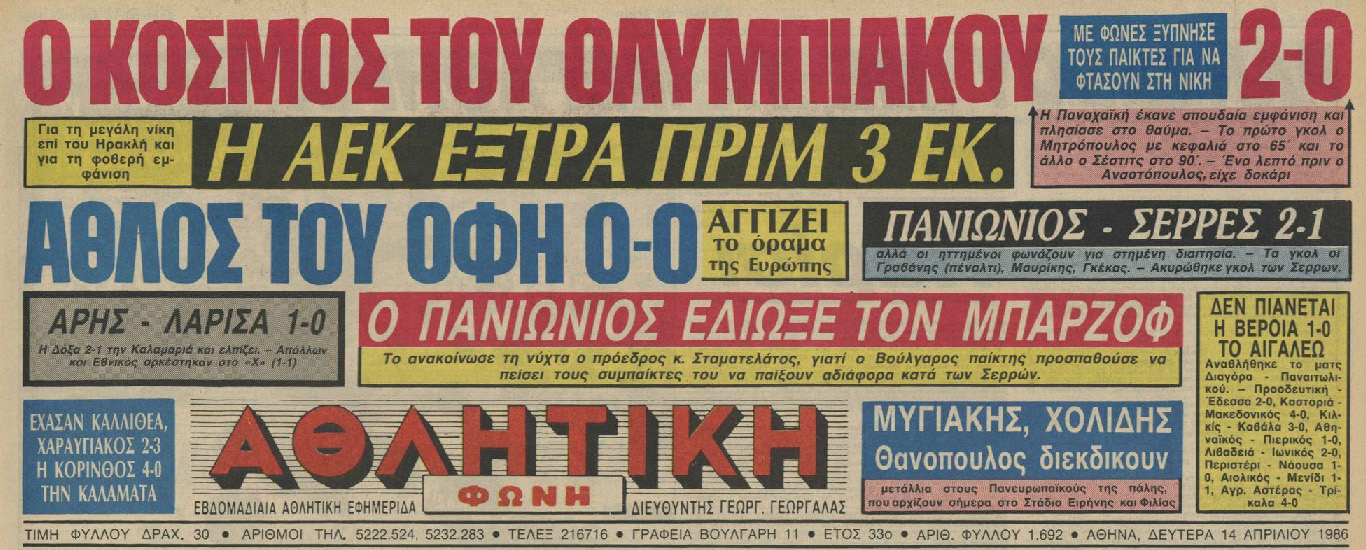 Ο ΚΟΣΜΟΣ ΤΟΥ ΟΛΥΜΠΙΑΚΟΥ
ΜΕ ΦΩΝΕΣ ΞΥΠΝΗΣΕ
ΤΟΥΣ ΠΑΙΚΤΕΣ ΓΙΑ ΝΑ
ΦΤΑΣΟΥΝ ΣΤΗ ΝΙΚΗ
2-0
Για τη μεγάλη νίκη
επί του Ηρακλή και
για τη φοβερή εμ-
φάνιση
Η ΑΕΚ ΕΞΤΡΑ ΠΡΙΜ 3 ΕΚ.
Η Παναχαϊκή έκανε σπουδαία εμφάνιση και
πλησίασε στο θαύμα. – Το πρώτο γκολ ο
Μητρόπουλος με κεφαλιά στο 65΄ και το
άλλο ο Σέστιτς στο 90΄. – Ένα λεπτό πριν ο
Αναστόπουλος, είχε δοκάρι
ΑΘΛΟΣ ΤΟΥ ΟΦΗ 0-0
ΑΓΓΙΖΕΙ
το όραμα
της Ευρώπης
ΠΑΝΙΩΝΙΟΣ - ΣΕΡΡΕΣ 2-1
αλλά οι ηττημένοι φωνάζουν για στημένη διαιτησία. – Τα γκολ οι
Γραβάνης (πέναλτι), Μαυρίκης, Γκέκας. – Ακυρώθηκε γκολ των Σερρών.
ΑΡΗΣ - ΛΑΡΙΣΑ 1-0
Η Δόξα 2-1 την Καλαμαριά και ελπίζει. – Απόλλων
και Εθνικός αρκέστηκαν στο «Χ» (1-1)
Ο ΠΑΝΙΩΝΙΟΣ ΕΔΙΩΞΕ ΤΟΝ ΜΠΑΡΖΟΦ
Το ανακοίνωσε τη νύχτα ο πρόεδρος κ. Σταματελάτος, γιατί ο Βούλγαρος παίκτης προσπαθούσε να
πείσει τους συμπαίκτες του να παίξουν αδιάφορα κατά των Σερρών.
ΔΕΝ ΠΙΑΝΕΤΑΙ
Η ΒΕΡΟΙΑ 1-0
ΤΟ ΑΙΓΑΛΕΩ
Αναβλήθηκε το ματς
Διαγόρα - Παναιτωλι-
κού. – Προοδευτική -
Έδεσσα 2-0, Καστοριά -
Μακεδονικός 4-0, Κιλ-
κίς - Καβάλα 3-0, Αθη-
ναϊκός - Πιερικός 1-0,
Λιβαδειά - Ιωνικός 2-0,
Περιστέρι - Νάουσα 1-
0, Αιολικός - Μενίδι 1-
1, Αγρ. Αστέρας - Τρί-
καλα 4-0
ΕΧΑΣΑΝ ΚΑΛΛΙΘΕΑ,
ΧΑΡΑΥΓΙΑΚΟΣ 2-3
Η ΚΟΡΙΝΘΟΣ 4-0
ΤΗΝ ΚΑΛΑΜΑΤΑ
ΑΘΛΗΤΙΚΗ
ΦΩΝΗ
ΕΒΔΟΜΑΔΙΑΙΑ ΑΘΛΗΤΙΚΗ ΕΦΗΜΕΡΙΔΑ
ΔΙΕΥΘΥΝΤΗΣ ΓΕΩΡΓ. ΓΕΩΡΓΑΛΑΣ
ΜΥΓΙΑΚΗΣ, ΧΟΛΙΔΗΣ
Θανοπουλος διεκδικουν
μετάλλια στους Πανευρωπαϊκούς της πάλης,
που αρχίζουν σήμερα στο Στάδιο Ειρήνης και Φιλίας
ΤΙΜΗ ΦΥΛΛΟΥ ΔΡΑΧ. 30 • ΑΡΙΘΜΟΙ ΤΗΛ. 5222.524, 5232.283 • ΤΕΛΕΞ 216716 • ΓΡΑΦΕΙΑ ΒΟΥΛΓΑΡΗ 11 • ΕΤΟΣ 33ο • ΑΡΙΘ. ΦΥΛΛΟΥ 1.692 • ΑΘΗΝΑ, ΔΕΥΤΕΡΑ 14 ΑΠΡΙΛΙΟΥ 1986